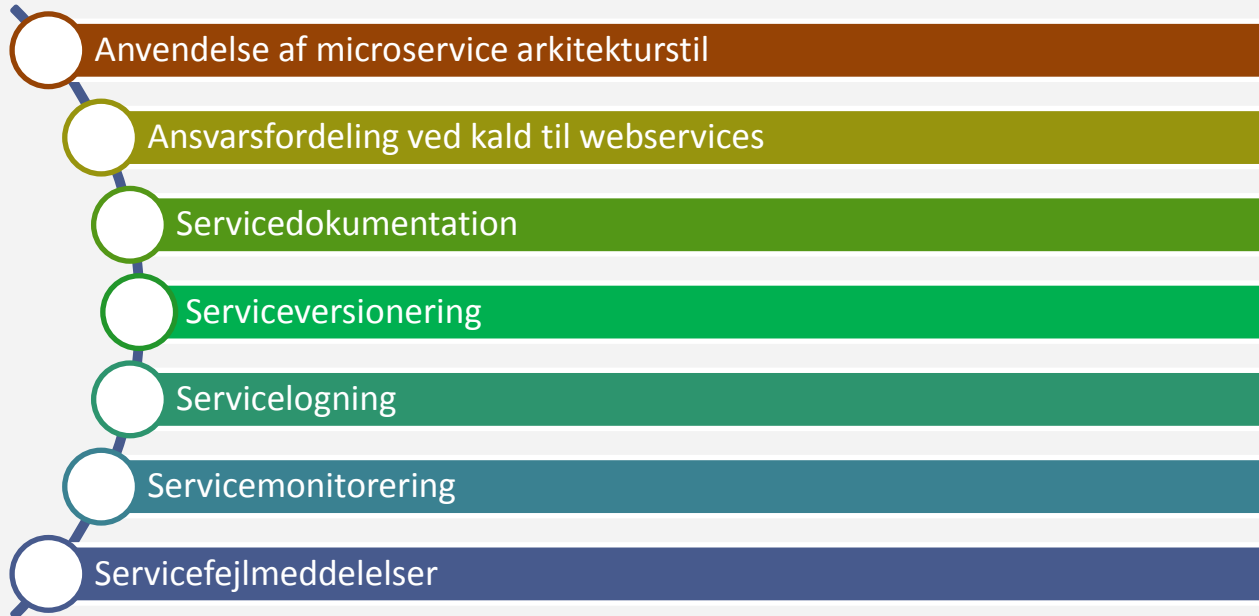 Anvendelse af microservice arkitekturstil
Ansvarsfordeling ved kald til webservices
Servicedokumentation
Serviceversionering
Servicelogning
Servicemonitorering
Servicefejlmeddelelser